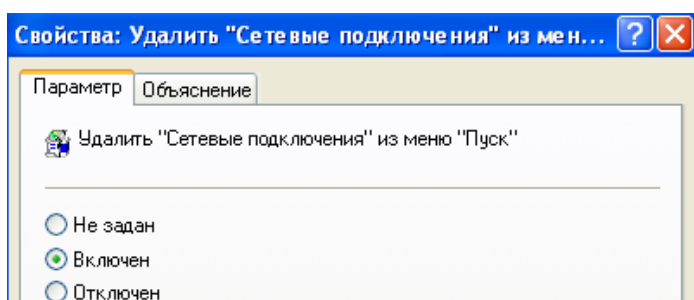 Свойства: Удалить "Сетевые подключения" из мен...
Параметр Объяснение
Удалить "Сетевые подключения" из меню "Пуск"
Не задан
Включен
Отключен